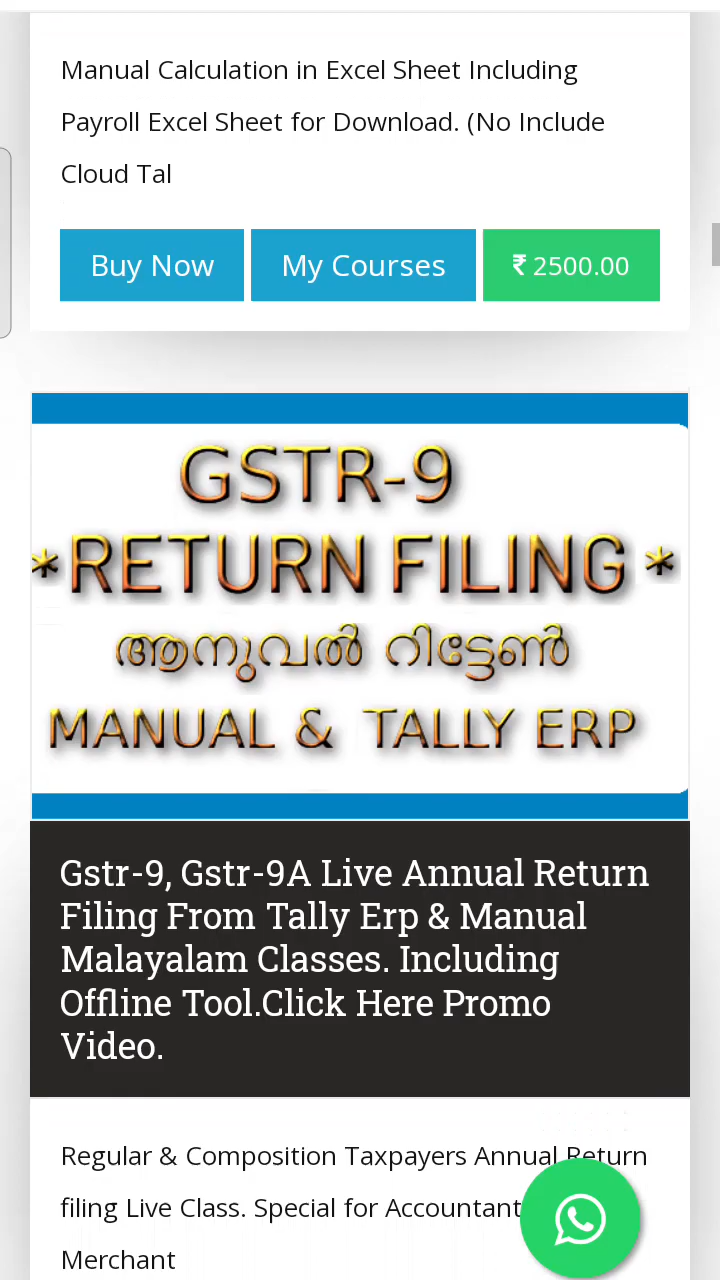 Manual Calculation in Excel Sheet Including
Payroll Excel Sheet for Download. (No Include
Cloud Tal
Buy Now
My Courses
₹ 2500.00
GSTR-9
*RETURN FILING *
ആനുവൽ റിട്ടേൺ
MANUAL & TALLY ERP
Gstr-9, Gstr-9A Live Annual Return
Filing From Tally Erp & Manual
Malayalam Classes. Including
Offline Tool.Click Here Promo
Video.
Regular & Composition Taxpayers Annual Return
filing Live Class. Special for Accountant
Merchant